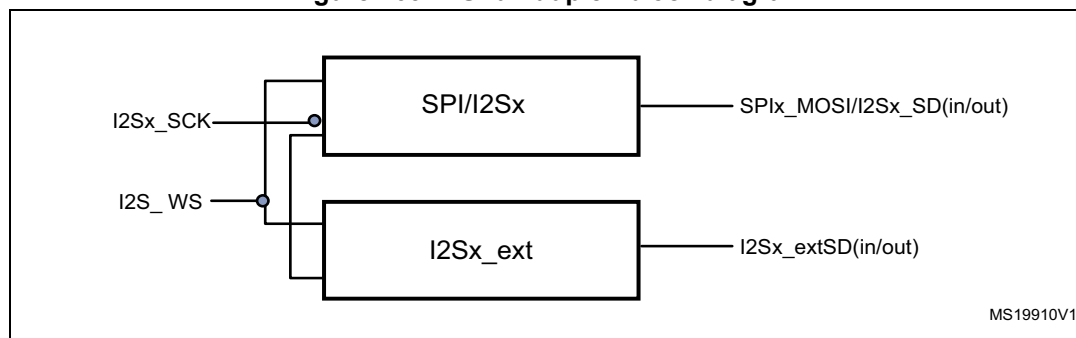 SPI/I2Sx
SPIx_MOSI/I2Sx_SD(in/out)
I2Sx_SCK
I2S_ WS
I2Sx_ext
I2Sx_extSD(in/out)
MS19910V1